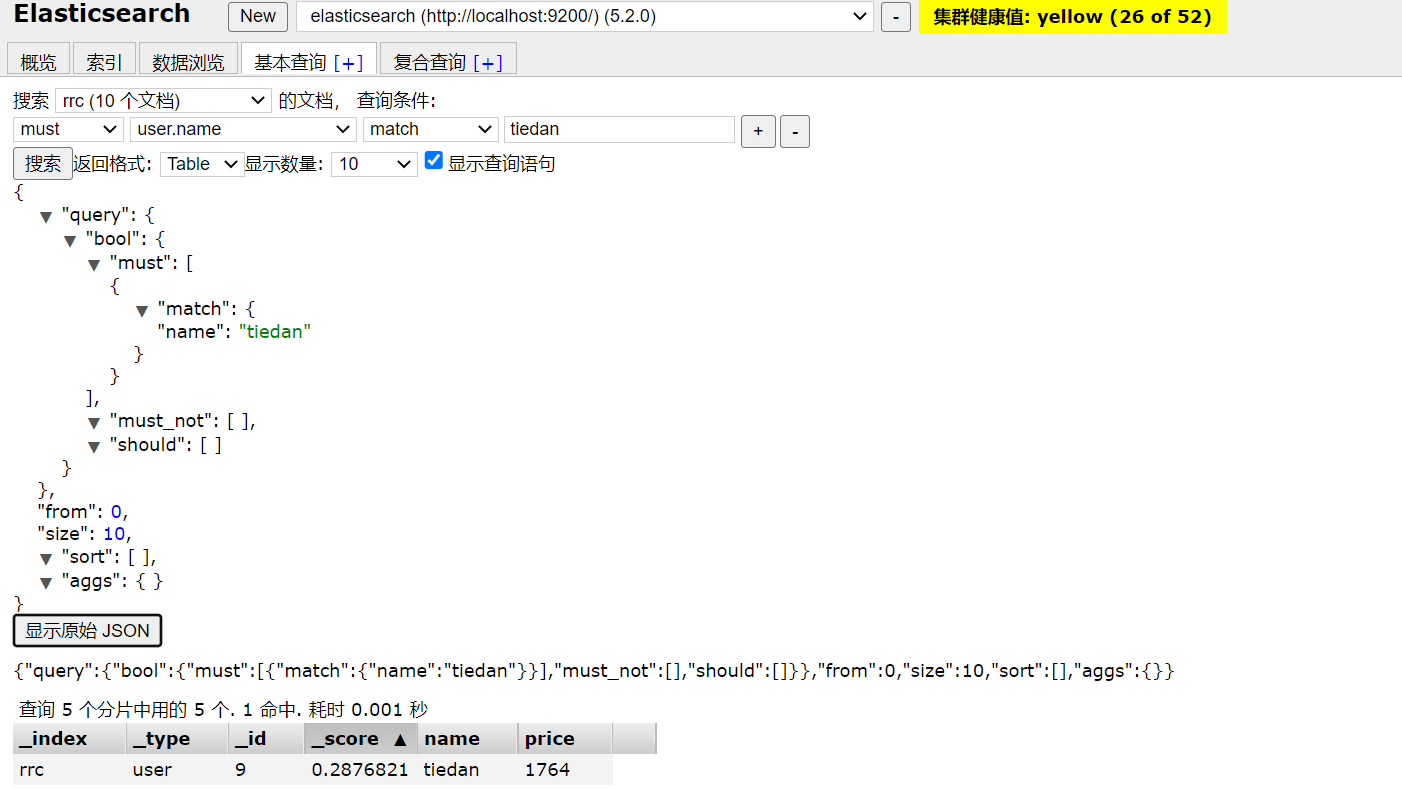 Elasticsearch New elasticsearch (http://localhost:9200/) (5.2.0) - 集群健康值: yellow (26 of 52)
概览 索引 数据浏览 基本查询 [+] 复合查询 [+]
搜索 rrc (10 个文档) 的文档， 查询条件:
must user.name match tiedan + -
搜索 返回格式: Table 显示数量: 10 显示查询语句
{
▼ "query": {
▼ "bool": {
▼ "must": [
{
▼ "match": {
"name": "tiedan"
}
}
],
▼ "must_not": [ ],
▼ "should": [ ]
}
},
"from": 0,
"size": 10,
▼ "sort": [ ],
▼ "aggs": { }
}
显示原始 JSON
{"query":{"bool":{"must":[{"match":{"name":"tiedan"}}],"must_not":[],"should":[]}},"from":0,"size":10,"sort":[],"aggs":{}}
查询 5 个分片中用的 5 个. 1 命中. 耗时 0.001 秒
_index _type _id _score ▲ name price
rrc user 9 0.2876821 tiedan 1764